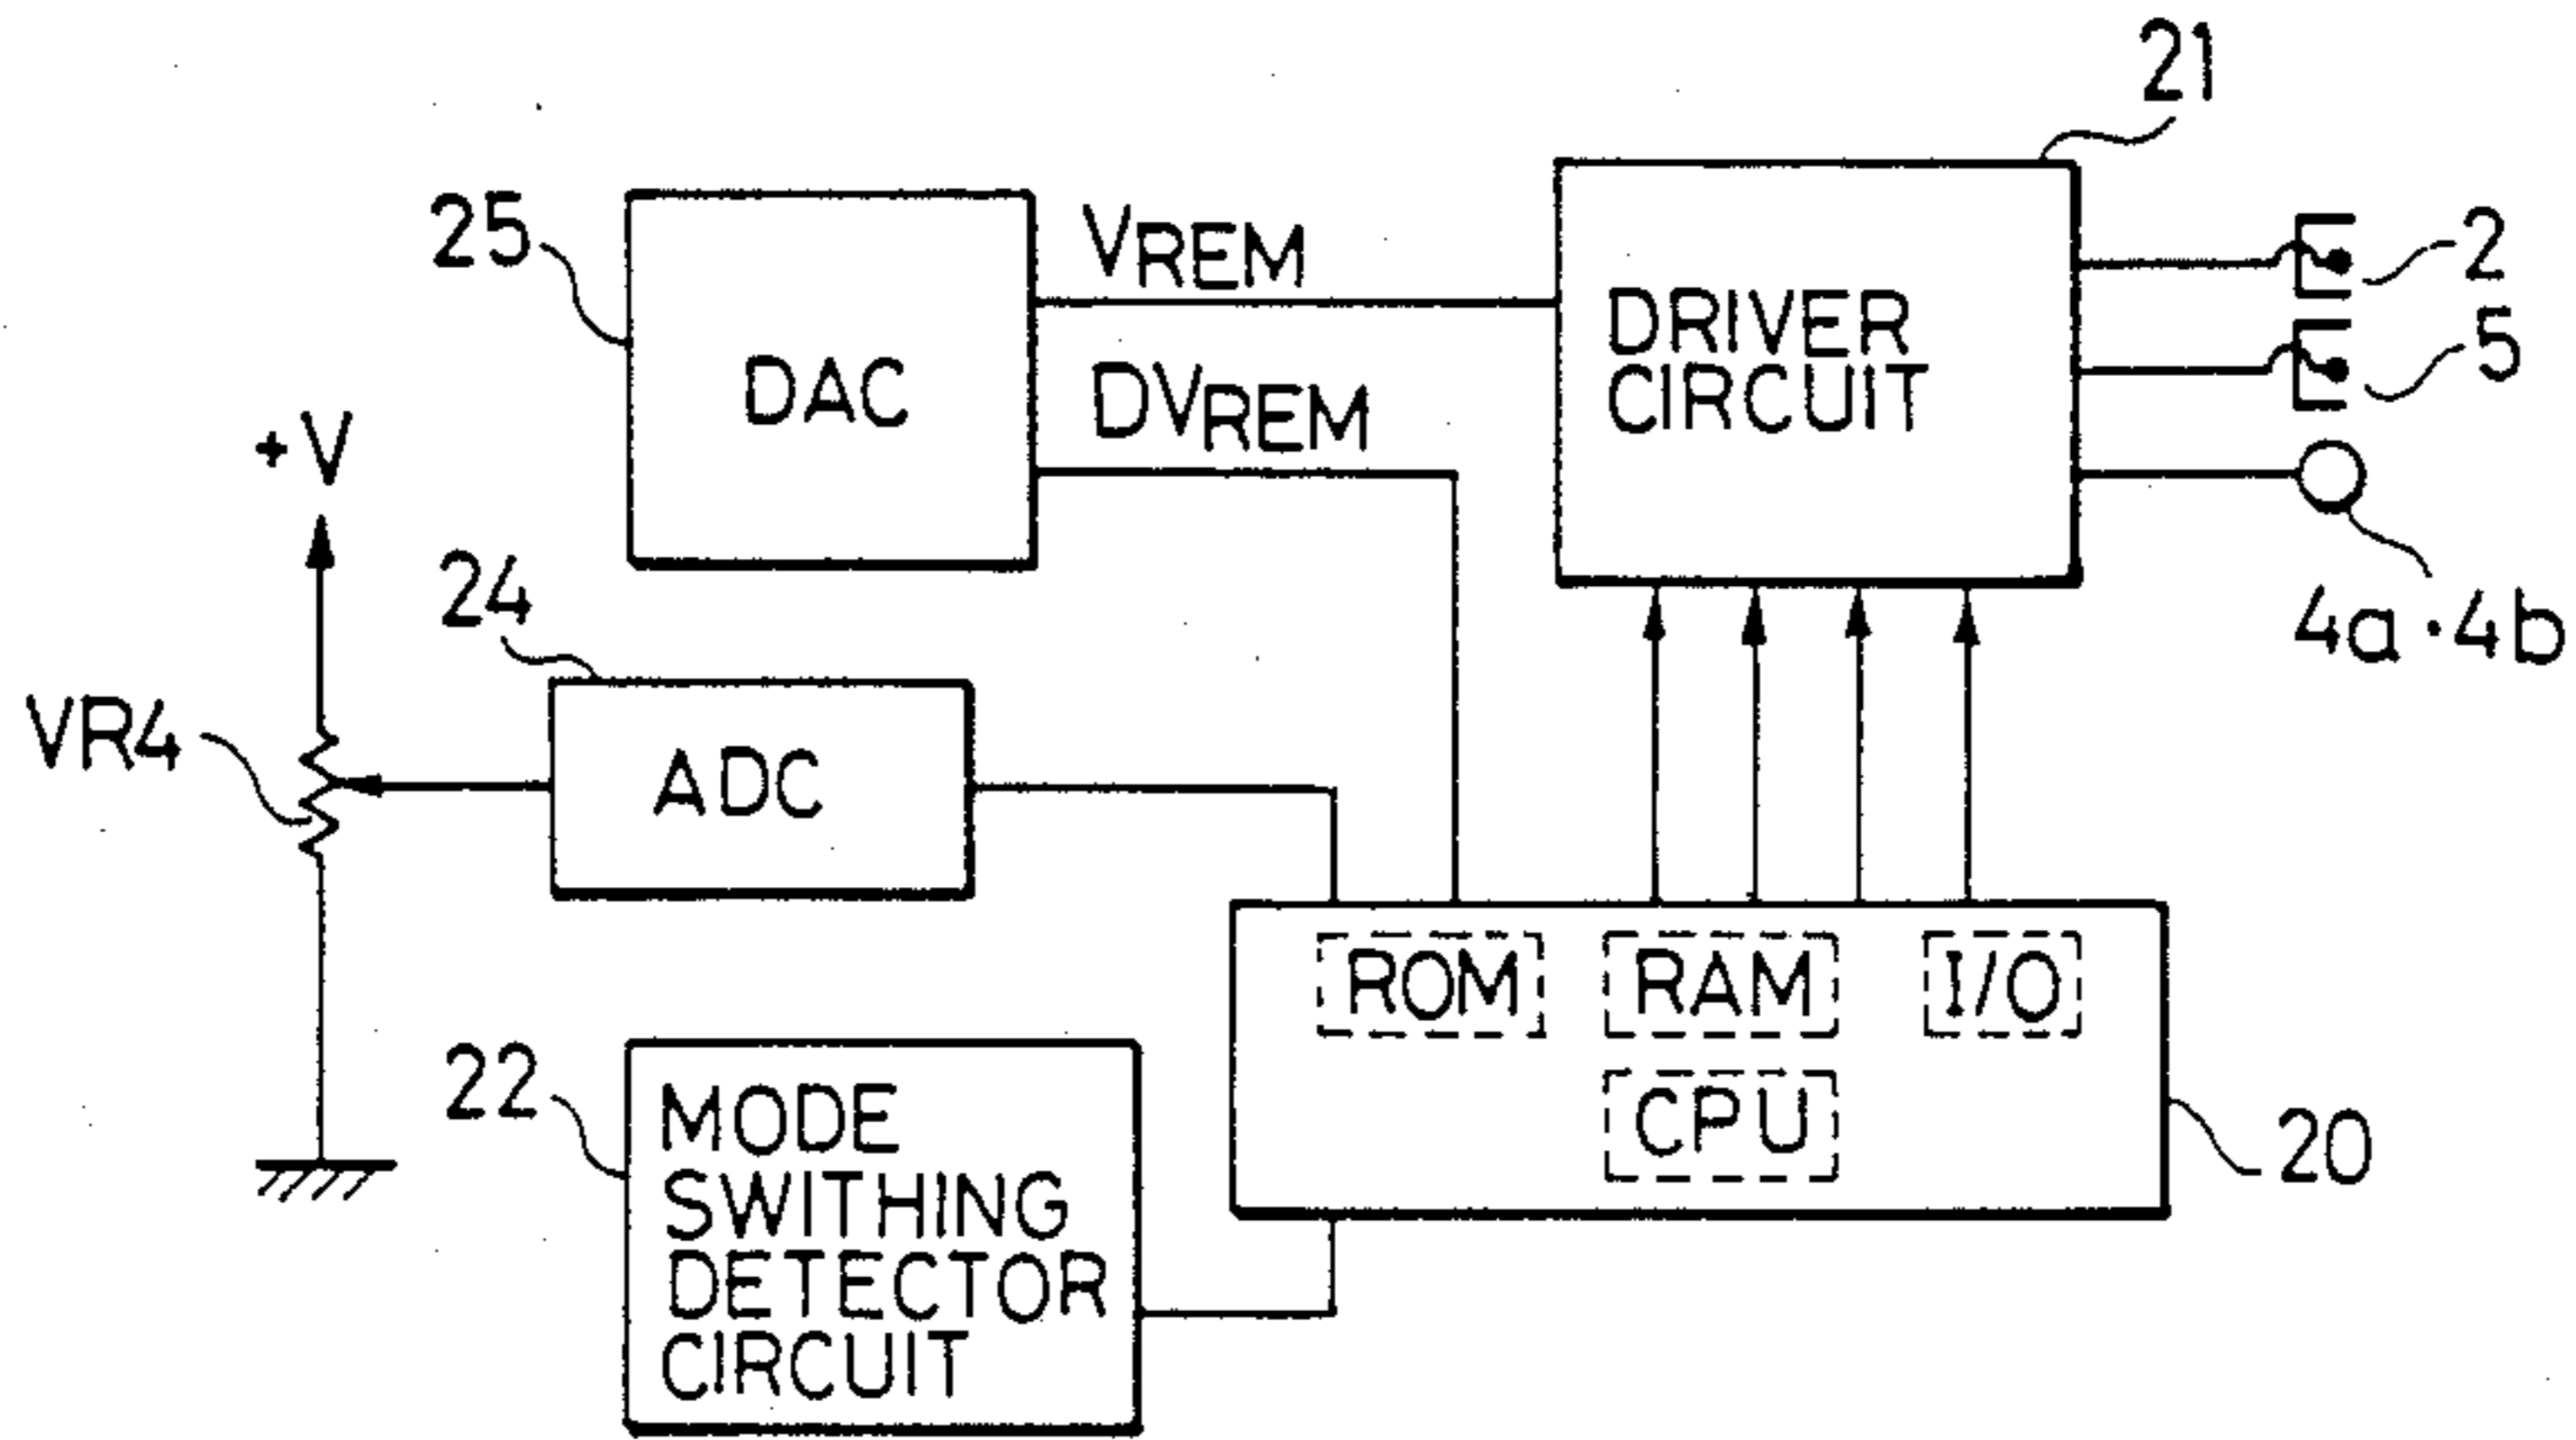 21
25
VREM
2
DRIVER
CIRCUIT
5
DAC
DVREM
+V
24
4a·4b
VR4
ADC
ROM
RAM
I/O
22
MODE
SWITHING
DETECTOR
CIRCUIT
CPU
20